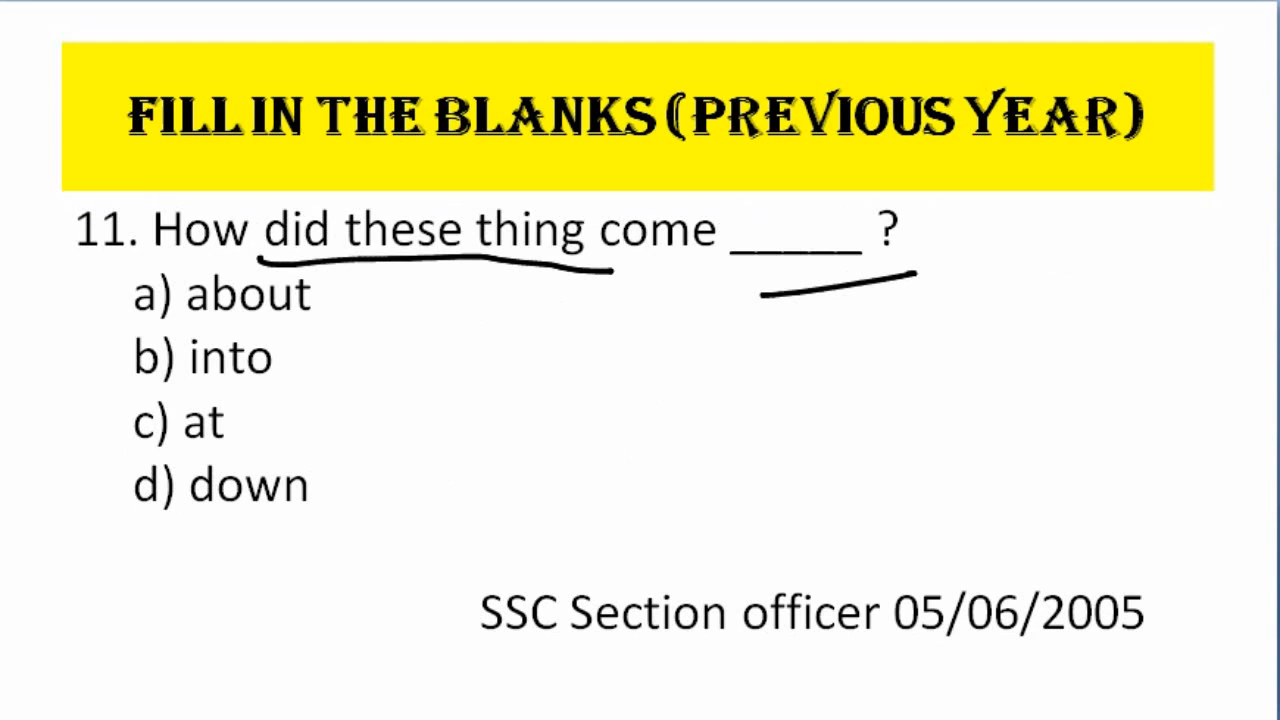 FILL IN THE BLANKS (PREVIOUS YEAR)
11. How did these thing come _____ ?
a) about
b) into
c) at
d) down
SSC Section officer 05/06/2005